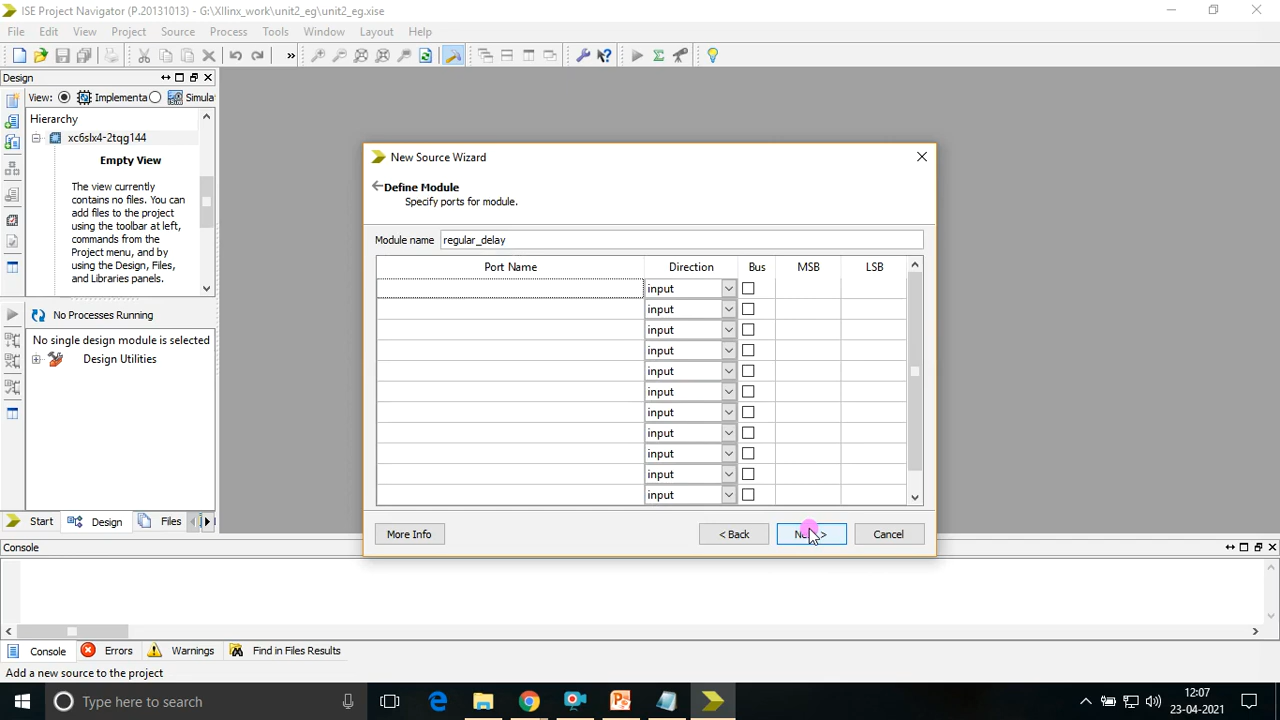 ISE Project Navigator (P.20131013) - G:\XIlinx_work\unit2_eg\unit2_eg.xise
File Edit View Project Source Process Tools Window Layout Help
»
Design
View: Implementa Simula
Hierarchy
xc6slx4-2tqg144
Empty View
The view currently
contains no files. You can
add files to the project
using the toolbar at left,
commands from the
Project menu, and by
using the Design, Files,
and Libraries panels.
No Processes Running
No single design module is selected
Design Utilities
Start Design Files
New Source Wizard
Define Module
Specify ports for module.
Module name regular_delay
Port Name Direction Bus MSB LSB
input
input
input
input
input
input
input
input
input
input
input
More Info < Back >  Cancel
Console
Console Errors Warnings Find in Files Results
Add a new source to the project
Type here to search
12:07
23-04-2021